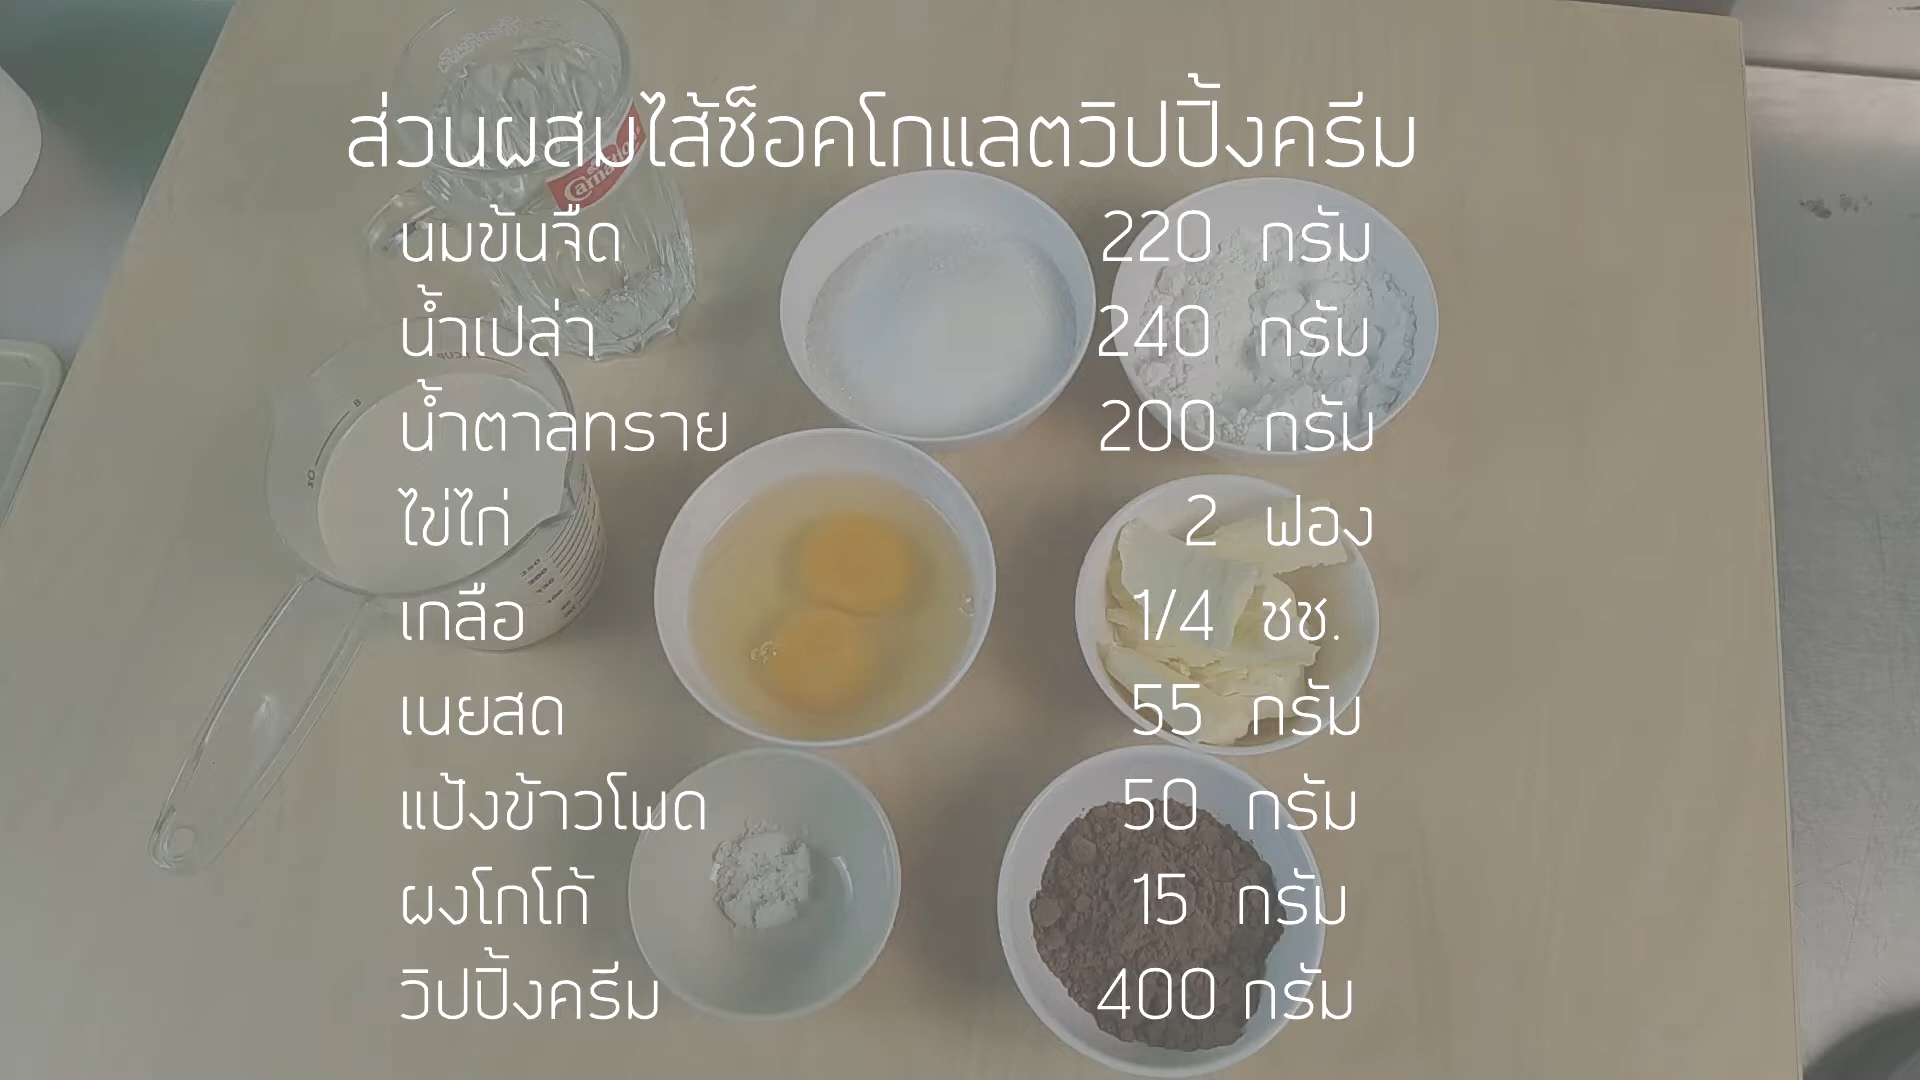 ส่วนผสมไส้ช็อคโกแลตวิปปิ้งครีม
นมข้นจืด 220 กรัม
น้ำเปล่า 240 กรัม
น้ำตาลทราย 200 กรัม
ไข่ไก่ 2 ฟอง
เกลือ 1/4 ชช.
เนยสด 55 กรัม
แป้งข้าวโพด 50 กรัม
ผงโกโก้ 15 กรัม
วิปปิ้งครีม 400 กรัม